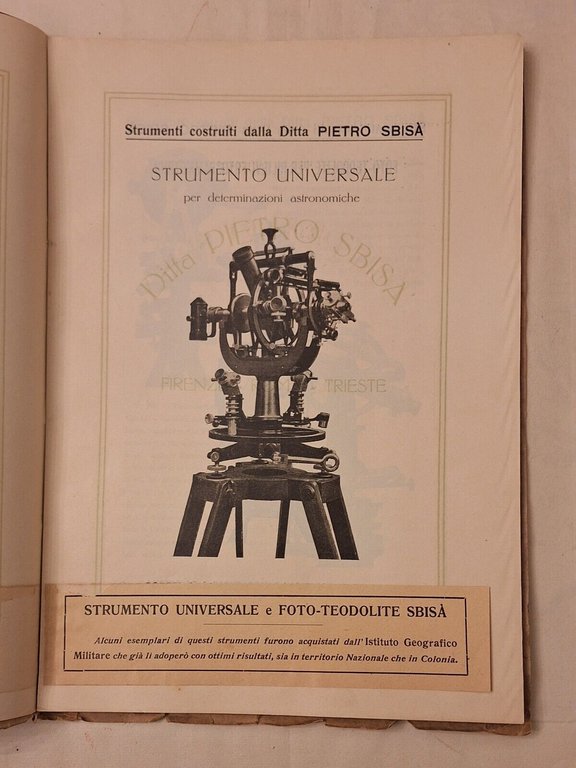 Strumenti costruiti dalla Ditta PIETRO SBISÀ
STRUMENTO UNIVERSALE
per determinazioni astronomiche
Ditta PIETRO SBISÀ
TRIESTE
STRUMENTO UNIVERSALE e FOTO-TEODOLITE SBISÀ
Alcuni esemplari di questi strumenti furono acquistati dall'Istituto Geografico
Militare che già li adoperò con ottimi risultati, sia in territorio Nazionale che in Colonia.